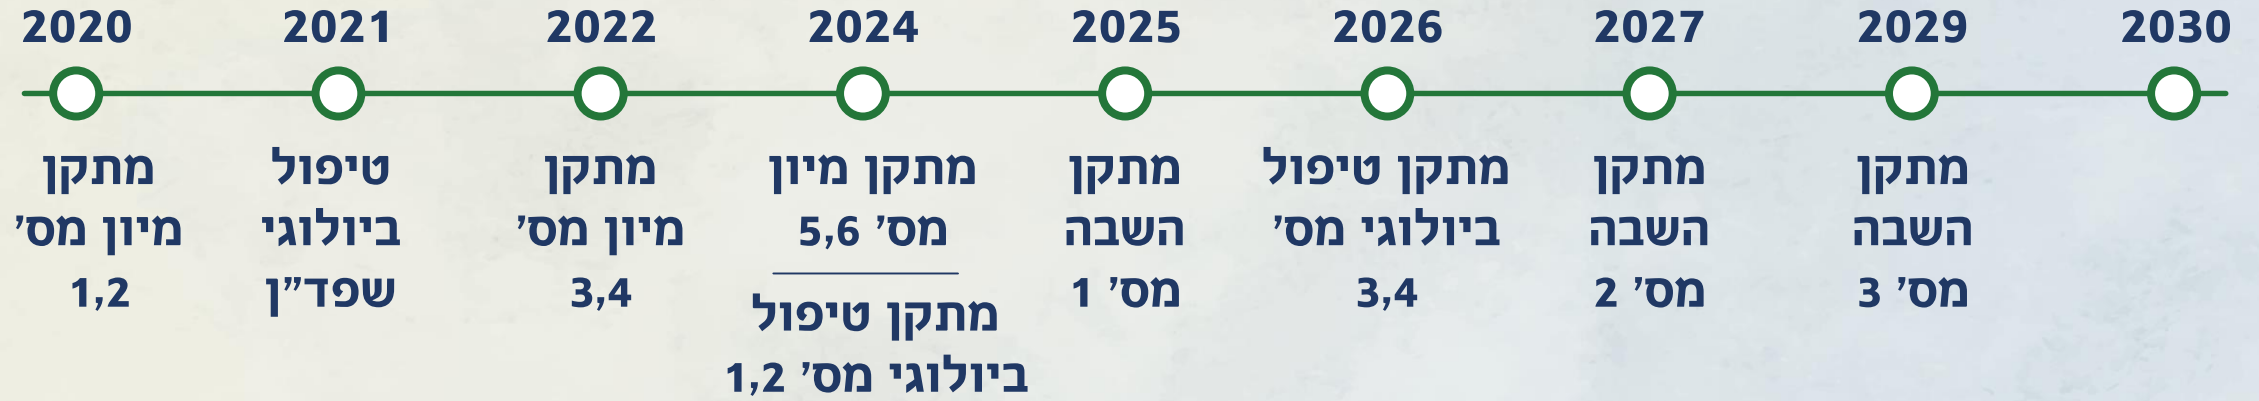 2020
2021
2022
2024
2025
2026
2027
2029
2030
מתקן
מיון מס׳
1,2
טיפול
ביולוגי
שפד״ן
מתקן
מיון מס׳
3,4
מתקן מיון
מס׳ 5,6
מתקן טיפול
ביולוגי מס׳ 1,2
מתקן
השבה
מס׳ 1
מתקן טיפול
ביולוגי מס׳
3,4
מתקן
השבה
מס׳ 2
מתקן
השבה
מס׳ 3